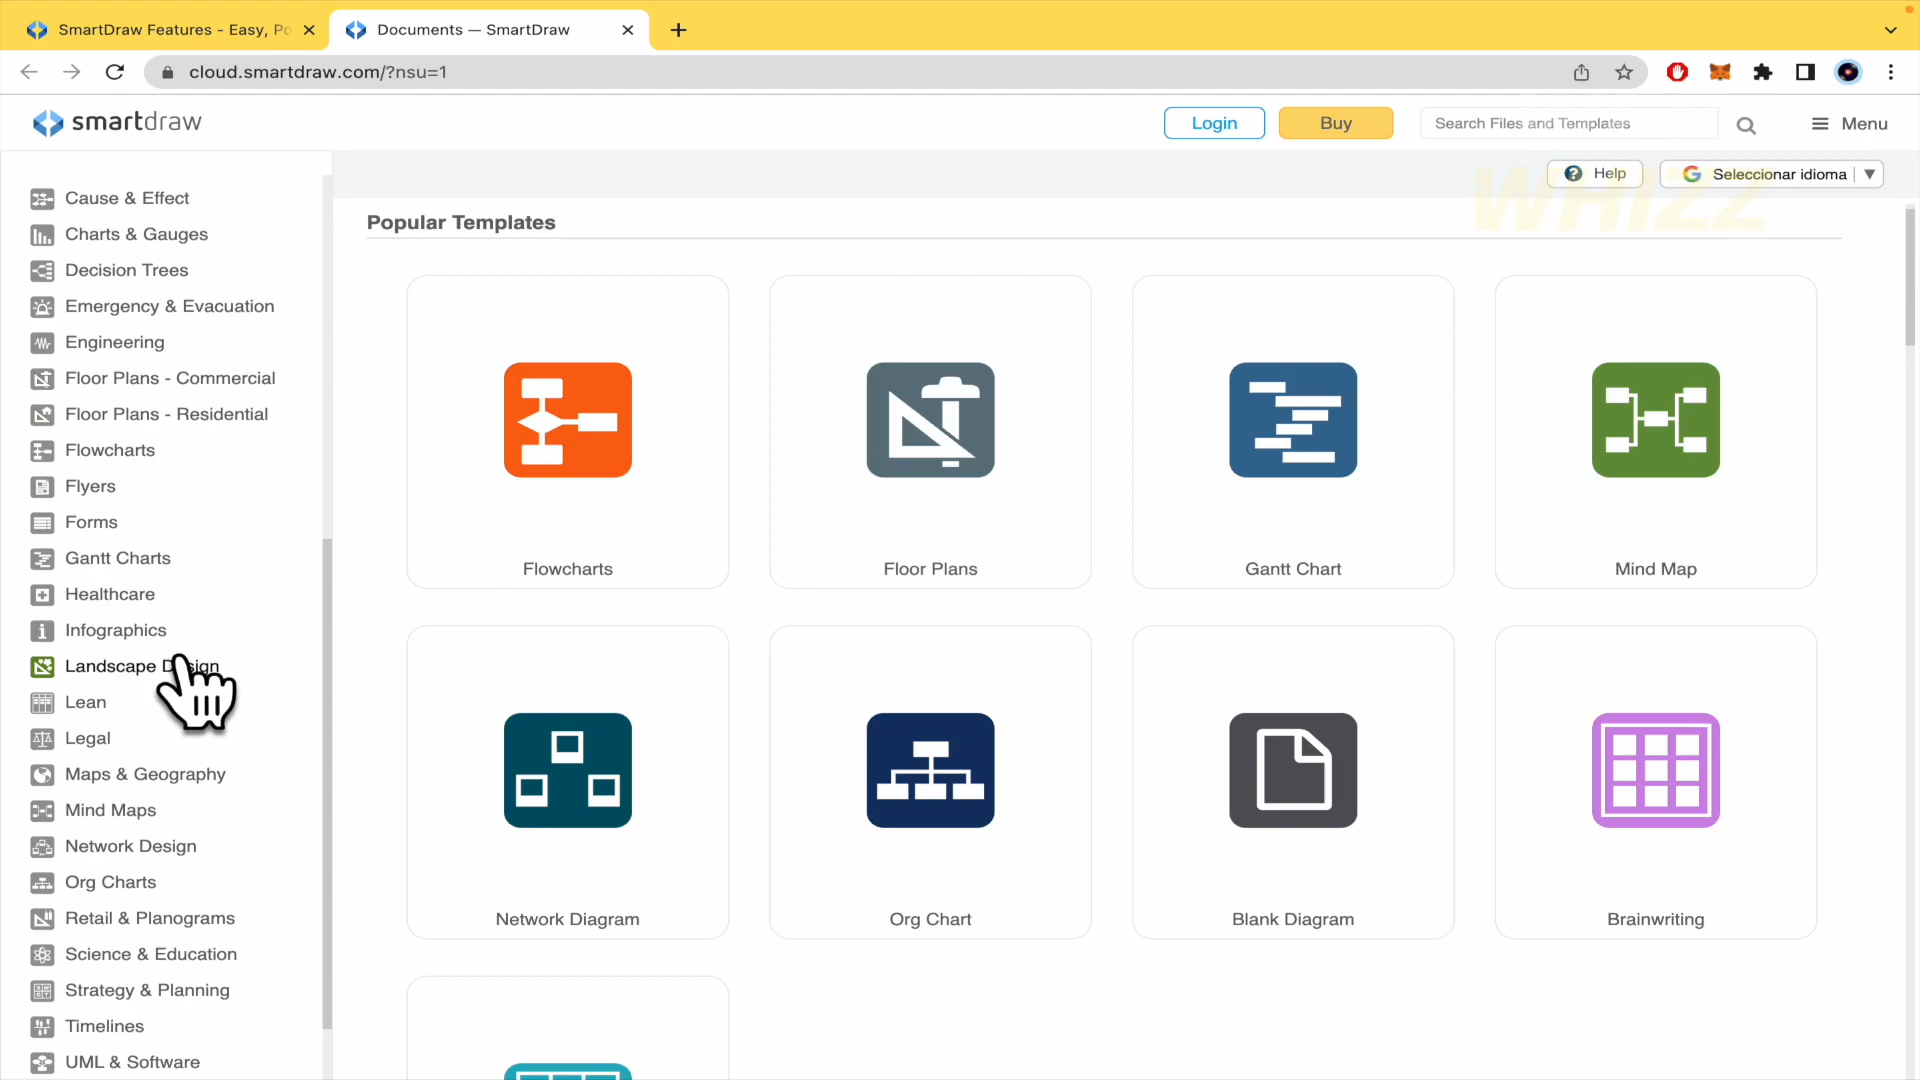 SmartDraw Features - Easy, Po
Documents — SmartDraw
cloud.smartdraw.com/?nsu=1
smartdraw
Login
Buy
Search Files and Templates
Menu
Help
Seleccionar idioma
WHIZZ
Cause & Effect
Charts & Gauges
Decision Trees
Emergency & Evacuation
Engineering
Floor Plans - Commercial
Floor Plans - Residential
Flowcharts
Flyers
Forms
Gantt Charts
Healthcare
Infographics
Landscape Design
Lean
Legal
Maps & Geography
Mind Maps
Network Design
Org Charts
Retail & Planograms
Science & Education
Strategy & Planning
Timelines
UML & Software
Popular Templates
Flowcharts
Floor Plans
Gantt Chart
Mind Map
Network Diagram
Org Chart
Blank Diagram
Brainwriting